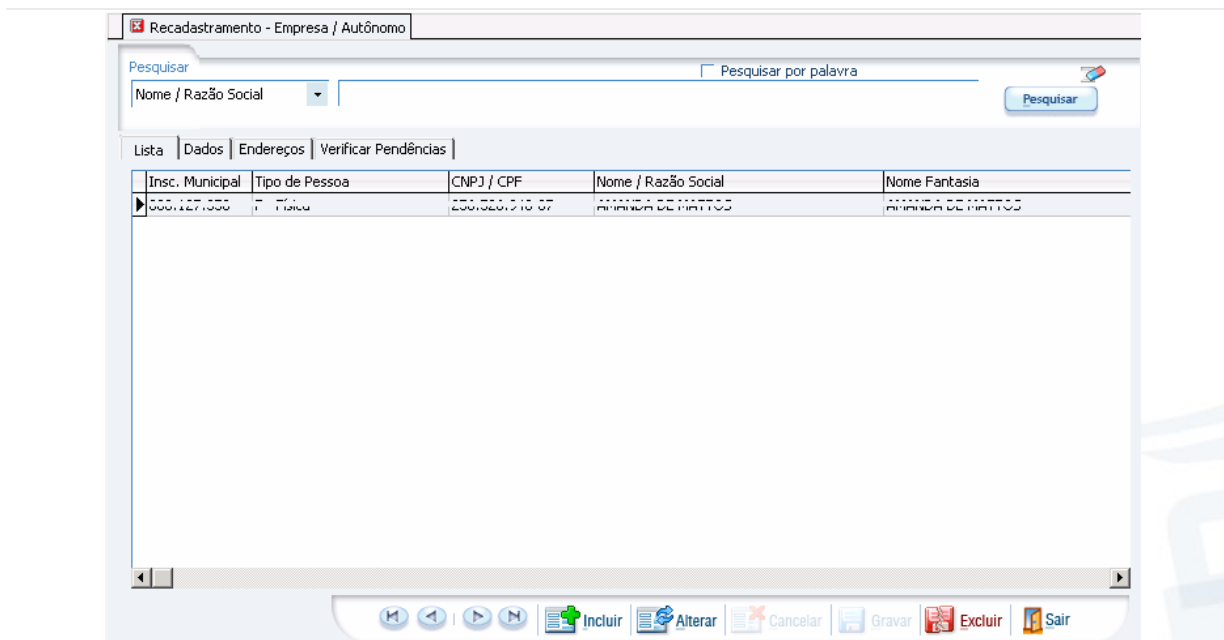 Recadastramento - Empresa / Autônomo
Pesquisar
Pesquisar por palavra
Nome / Razão Social
Pesquisar
Lista Dados Endereços Verificar Pendências
Insc. Municipal Tipo de Pessoa CNPJ / CPF Nome / Razão Social Nome Fantasia
Incluir Alterar Cancelar Gravar Excluir Sair